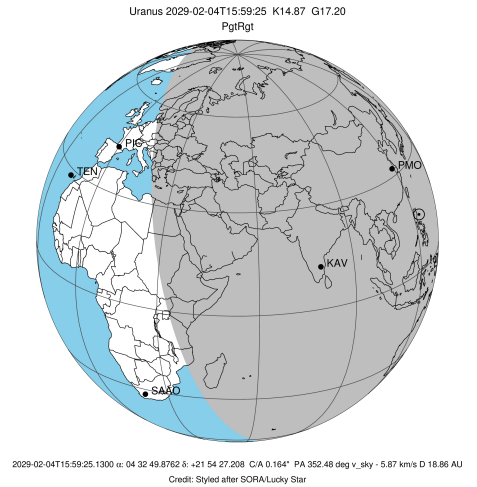 Uranus 2029-02-04T15:59:25 K14.87 G17.20
PgtRgt
PIC
TEN
PMO
KAV
SAAO
2029-02-04T15:59:25.1300 α: 04 32 49.8762 δ: +21 54 27.208 C/A 0.164" PA 352.48 deg v_sky - 5.87 km/s D 18.86 AU
Credit: Styled after SORA/Lucky Star